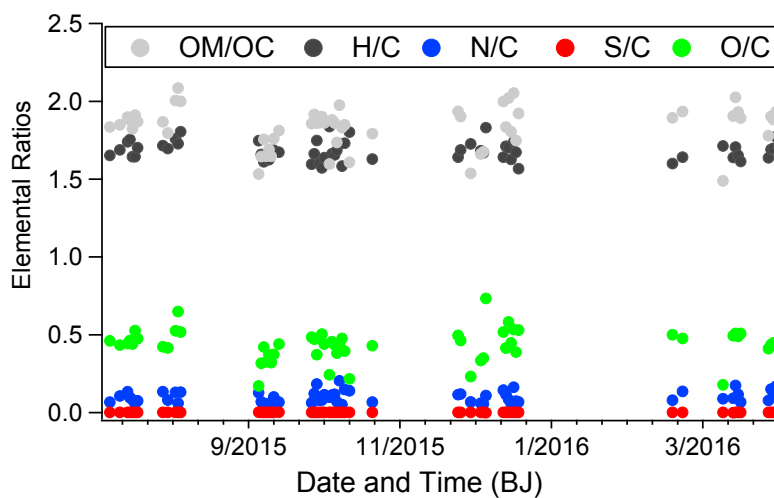 2.5
OM/OC H/C N/C S/C O/C
2.0
1.5
1.0
0.5
0.0
Elemental Ratios
9/2015 11/2015 1/2016 3/2016
Date and Time (BJ)